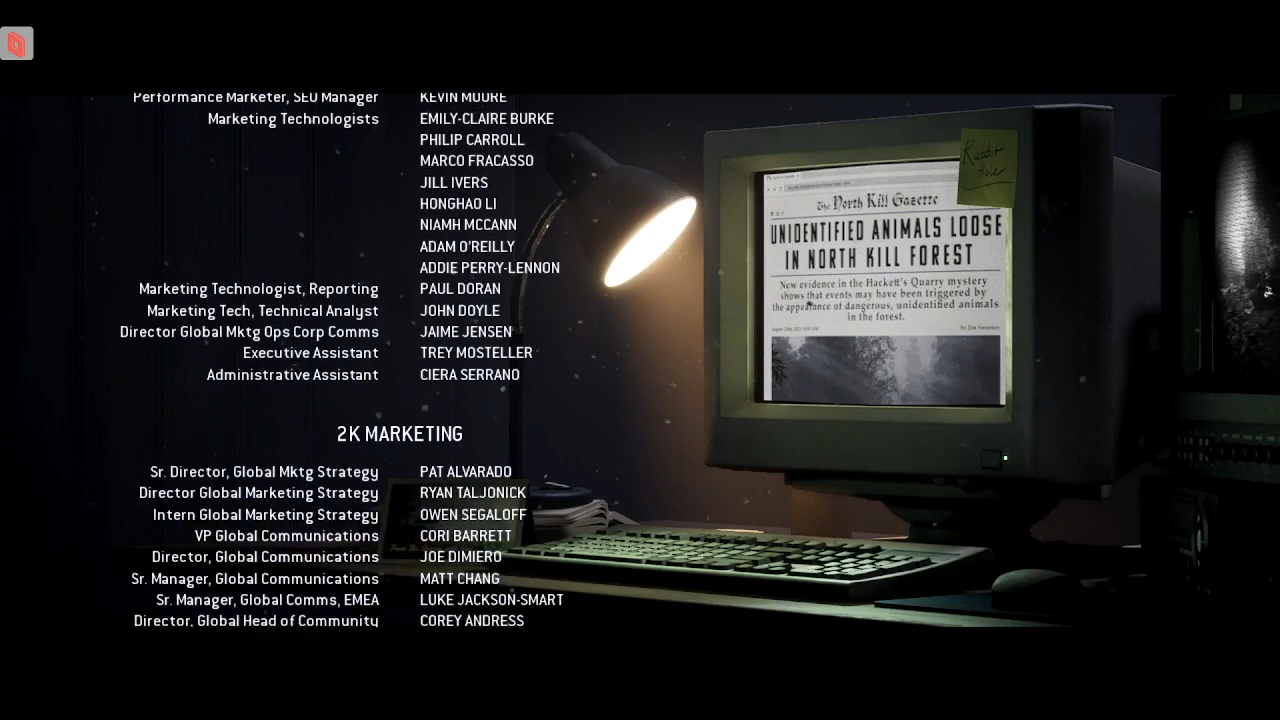 Performance Marketer, SEO Manager KEVIN MOORE
Marketing Technologists EMILY-CLAIRE BURKE
PHILIP CARROLL
MARCO FRACASSO
JILL IVERS
HONGHAO LI
NIAMH MCCANN
ADAM O'REILLY
ADDIE PERRY-LENNON
Marketing Technologist, Reporting PAUL DORAN
Marketing Tech, Technical Analyst JOHN DOYLE
Director Global Mktg Ops Corp Comms JAIME JENSEN
Executive Assistant TREY MOSTELLER
Administrative Assistant CIERA SERRANO
2K MARKETING
Sr. Director, Global Mktg Strategy PAT ALVARADO
Director Global Marketing Strategy RYAN TALJONICK
Intern Global Marketing Strategy OWEN SEGALOFF
VP Global Communications CORI BARRETT
Director, Global Communications JOE DIMIERO
Sr. Manager, Global Communications MATT CHANG
Sr. Manager, Global Comms, EMEA LUKE JACKSON-SMART
Director, Global Head of Community COREY ANDRESS
Rabbit
Hole
The North Kill Gazette
UNIDENTIFIED ANIMALS LOOSE
IN NORTH KILL FOREST
New evidence in the Hackett's Quarry mystery
shows that events may have been triggered by
the appearance of dangerous, unidentified animals
in the forest.
by Jim Sweeney